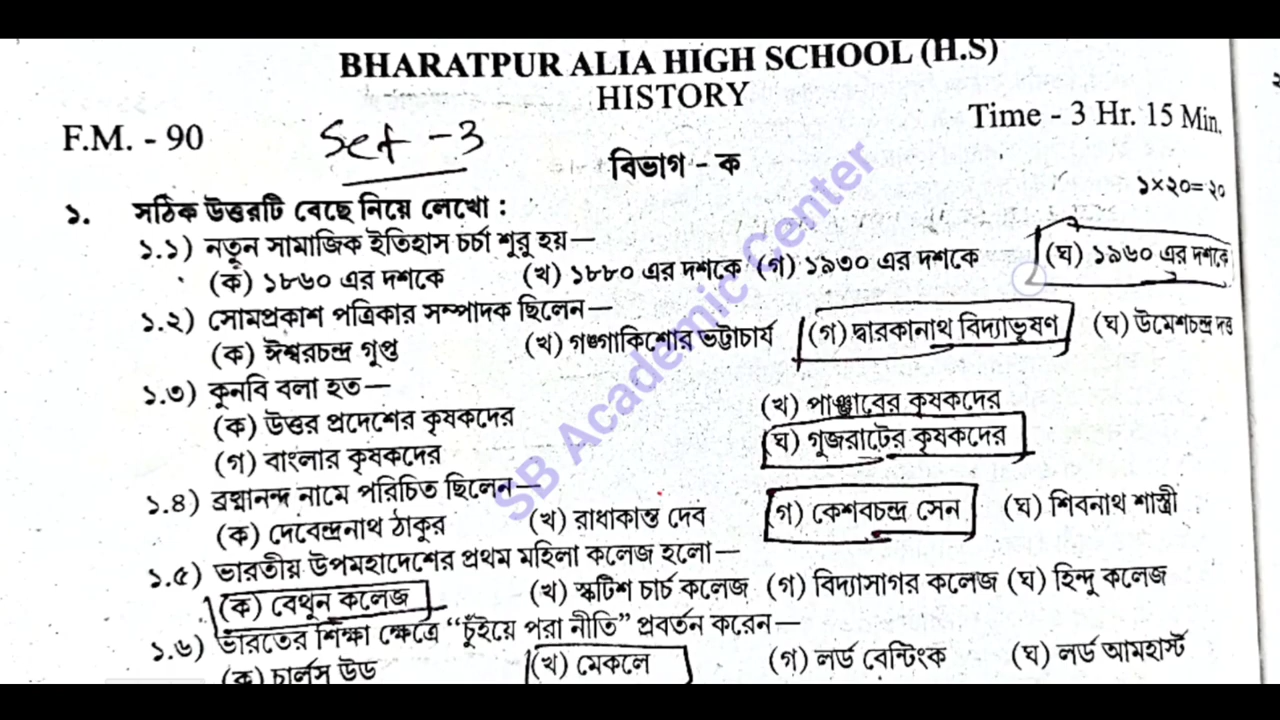 BHARATPUR ALIA HIGH SCHOOL (H.S)
HISTORY
F.M. - 90 Set - 3 Time - 3 Hr. 15 Min.
বিভাগ - ক
১×২০=২০
১. সঠিক উত্তরটি বেছে নিয়ে লেখো :
১.১) নতুন সামাজিক ইতিহাস চর্চা শুরু হয়—
(ক) ১৮৬০ এর দশকে (খ) ১৮৮০ এর দশকে (গ) ১৯৩০ এর দশকে (ঘ) ১৯৬০ এর দশকে
১.২) সোমপ্রকাশ পত্রিকার সম্পাদক ছিলেন—
(ক) ঈশ্বরচন্দ্র গুপ্ত (খ) গঙ্গাকিশোর ভট্টাচার্য (গ) দ্বারকানাথ বিদ্যাভূষণ (ঘ) উমেশচন্দ্র দত্ত
১.৩) কুনবি বলা হত—
(ক) উত্তর প্রদেশের কৃষকদের (খ) পাঞ্জাবের কৃষকদের
(গ) বাংলার কৃষকদের (ঘ) গুজরাটের কৃষকদের
১.৪) ব্রহ্মানন্দ নামে পরিচিত ছিলেন—
(ক) দেবেন্দ্রনাথ ঠাকুর (খ) রাধাকান্ত দেব গ) কেশবচন্দ্র সেন (ঘ) শিবনাথ শাস্ত্রী
১.৫) ভারতীয় উপমহাদেশের প্রথম মহিলা কলেজ হলো—
(ক) বেথুন কলেজ (খ) স্কটিশ চার্চ কলেজ (গ) বিদ্যাসাগর কলেজ (ঘ) হিন্দু কলেজ
১.৬) ভারতের শিক্ষা ক্ষেত্রে “চুঁইয়ে পরা নীতি” প্রবর্তন করেন—
(ক) চার্লস উড (খ) মেকলে (গ) লর্ড বেন্টিংক (ঘ) লর্ড আমহার্স্ট
SB Academic Center